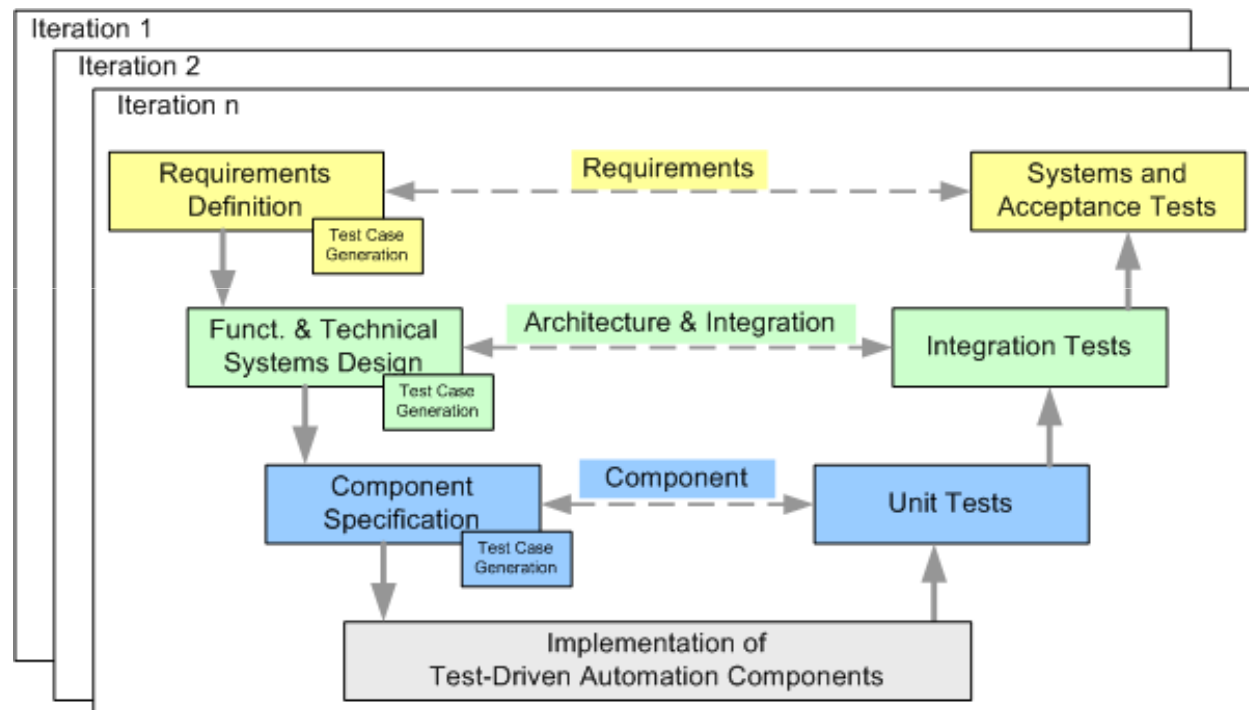 Iteration 1
Iteration 2
Iteration n
Requirements
Definition
Test Case
Generation
Requirements
Systems and
Acceptance Tests
Funct. & Technical
Systems Design
Test Case
Generation
Architecture & Integration
Integration Tests
Component
Specification
Test Case
Generation
Component
Unit Tests
Implementation of
Test-Driven Automation Components